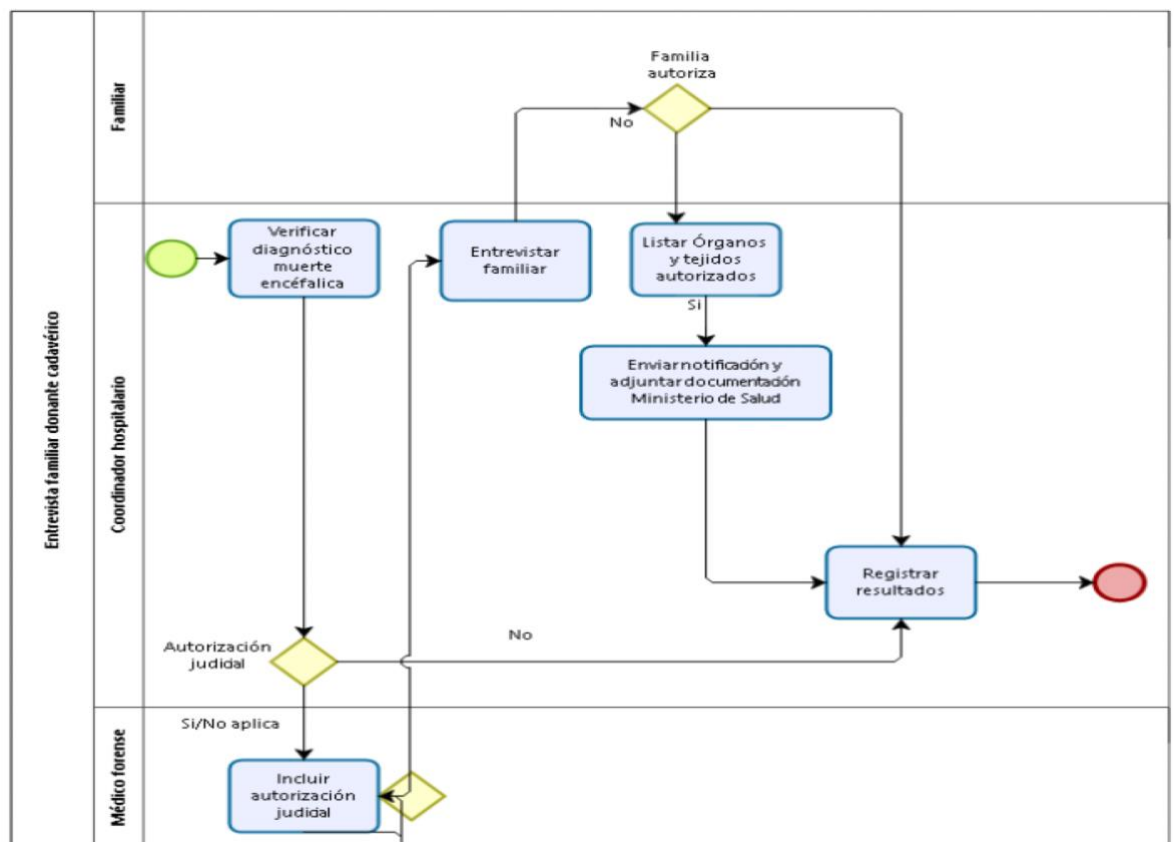 Entrevista familiar donante cadavérico
Familiar
Familia
autoriza
No
Coordinador hospitalario
Verificar
diagnóstico
muerte
encéfalica
Entrevistar
familiar
Listar Órganos
y tejidos
autorizados
Si
Enviar notificación y
adjuntar documentación
Ministerio de Salud
Registrar
resultados
Autorización
judicial
No
Médico forense
Si/No aplica
Incluir
autorización
judicial